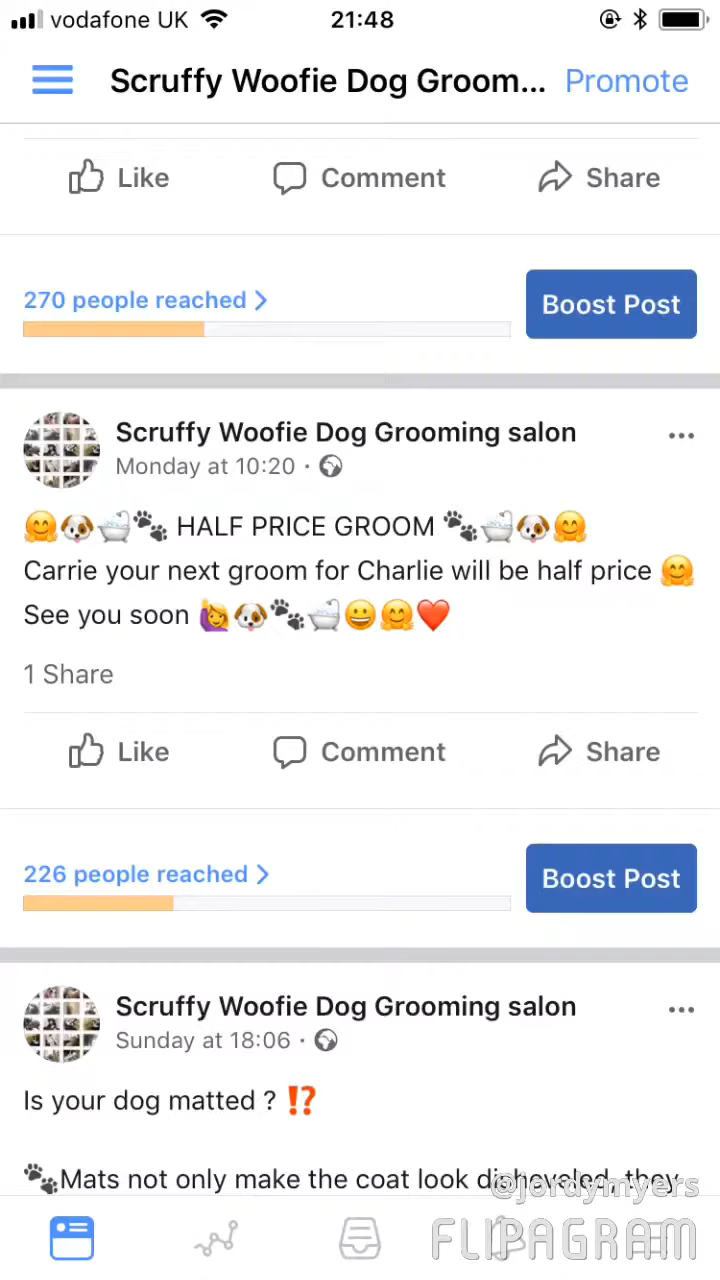 vodafone UK 21:48
Scruffy Woofie Dog Groom... Promote
Like Comment Share
270 people reached Boost Post
Scruffy Woofie Dog Grooming salon
Monday at 10:20 ·
🤗🐶🛁🐾 HALF PRICE GROOM 🐾🛁🐶🤗
Carrie your next groom for Charlie will be half price 🤗
See you soon 🙋🐶🐾🛁😀🤗❤️
1 Share
Like Comment Share
226 people reached Boost Post
Scruffy Woofie Dog Grooming salon
Sunday at 18:06 ·
Is your dog matted ? ⁉️
🐾Mats not only make the coat look disheveled, they
@jordymyers
FLIPAGRAM